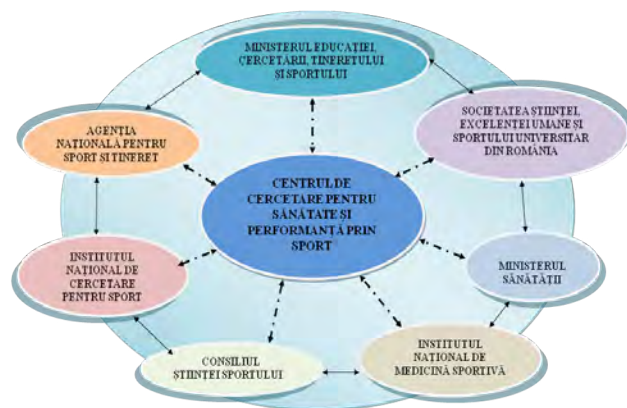 MINISTERUL EDUCAȚIEI,
CERCETĂRII, TINERETULUI
ȘI SPORTULUI
SOCIETATEA ȘTIINȚEI,
EXCELENȚEI UMANE ȘI
SPORTULUI UNIVERSITAR
DIN ROMÂNIA
AGENȚIA
NAȚIONALĂ PENTRU
SPORT ȘI TINERET
CENTRUL DE
CERCETARE PENTRU
SĂNĂTATE ȘI
PERFORMANȚĂ PRIN
SPORT
INSTITUTUL
NAȚIONAL DE
CERCETARE
PENTRU SPORT
MINISTERUL
SĂNĂTĂȚII
CONSILIUL
ȘTIINȚEI SPORTULUI
INSTITUTUL
NAȚIONAL DE
MEDICINĂ SPORTIVĂ